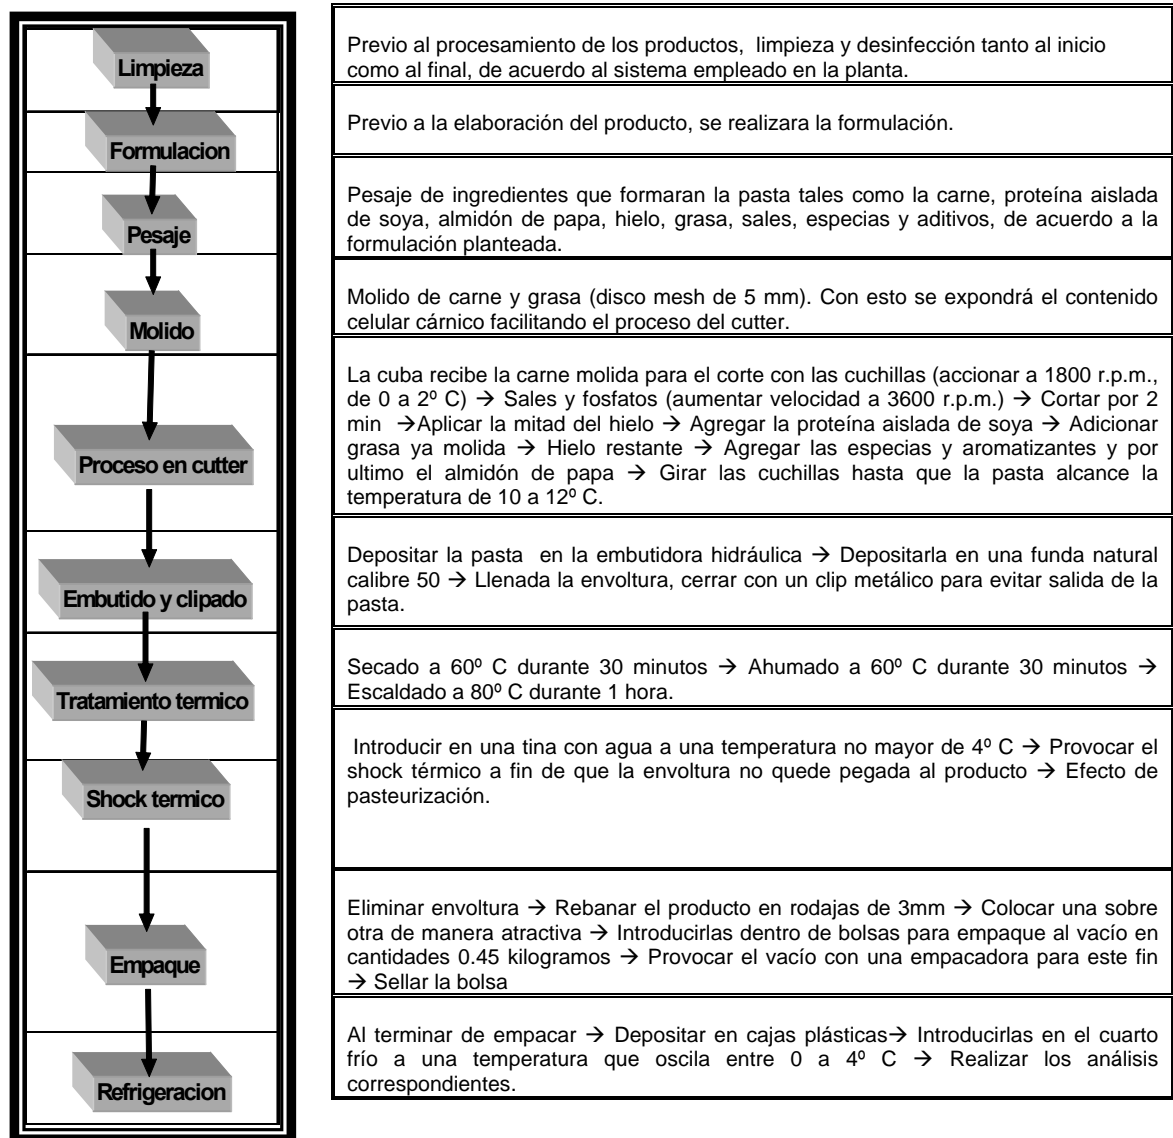 Limpieza
Previo al procesamiento de los productos, limpieza y desinfección tanto al inicio
como al final, de acuerdo al sistema empleado en la planta.
Formulacion
Previo a la elaboración del producto, se realizara la formulación.
Pesaje
Pesaje de ingredientes que formaran la pasta tales como la carne, proteína aislada
de soya, almidón de papa, hielo, grasa, sales, especias y aditivos, de acuerdo a la
formulación planteada.
Molido
Molido de carne y grasa (disco mesh de 5 mm). Con esto se expondrá el contenido
celular cárnico facilitando el proceso del cutter.
Proceso en cutter
La cuba recibe la carne molida para el corte con las cuchillas (accionar a 1800 r.p.m.,
de 0 a 2º C) → Sales y fosfatos (aumentar velocidad a 3600 r.p.m.) → Cortar por 2
min →Aplicar la mitad del hielo → Agregar la proteína aislada de soya → Adicionar
grasa ya molida → Hielo restante → Agregar las especias y aromatizantes y por
ultimo el almidón de papa → Girar las cuchillas hasta que la pasta alcance la
temperatura de 10 a 12º C.
Embutido y clipado
Depositar la pasta en la embutidora hidráulica → Depositarla en una funda natural
calibre 50 → Llenada la envoltura, cerrar con un clip metálico para evitar salida de la
pasta.
Tratamiento termico
Secado a 60º C durante 30 minutos → Ahumado a 60º C durante 30 minutos →
Escaldado a 80º C durante 1 hora.
Shock termico
Introducir en una tina con agua a una temperatura no mayor de 4º C → Provocar el
shock térmico a fin de que la envoltura no quede pegada al producto → Efecto de
pasteurización.
Empaque
Eliminar envoltura → Rebanar el producto en rodajas de 3mm → Colocar una sobre
otra de manera atractiva → Introducirlas dentro de bolsas para empaque al vacío en
cantidades 0.45 kilogramos → Provocar el vacío con una empacadora para este fin
→ Sellar la bolsa
Refrigeracion
Al terminar de empacar → Depositar en cajas plásticas→ Introducirlas en el cuarto
frío a una temperatura que oscila entre 0 a 4º C → Realizar los análisis
correspondientes.